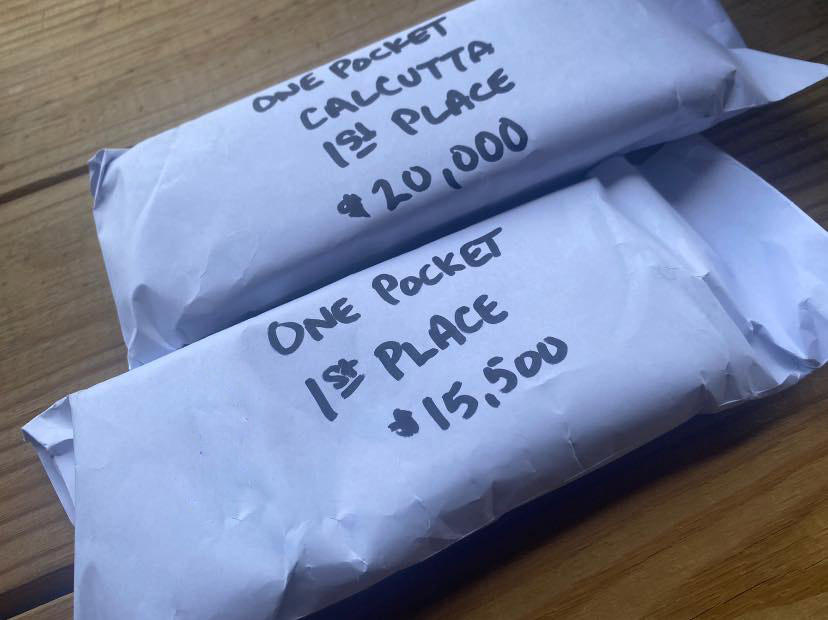 ONE POCKET
CALCUTTA
1st PLACE
$20,000
ONE POCKET
1st PLACE
$15,500